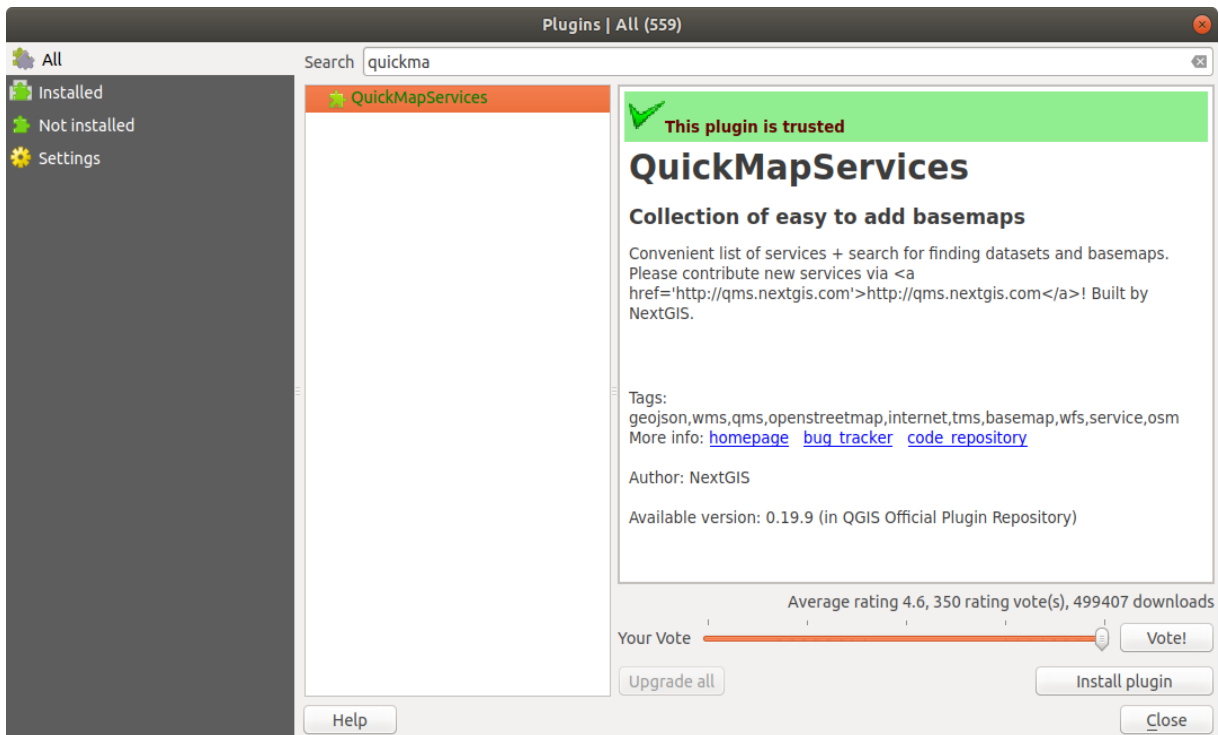 Plugins | All (559)
All
Installed
Not installed
Settings
Search quickma
QuickMapServices
This plugin is trusted
QuickMapServices
Collection of easy to add basemaps
Convenient list of services + search for finding datasets and basemaps.
Please contribute new services via <a
href='http://qms.nextgis.com'>http://qms.nextgis.com</a>! Built by
NextGIS.
Tags:
geojson,wms,qms,openstreetmap,internet,tms,basemap,wfs,service,osm
More info: homepage bug tracker code repository
Author: NextGIS
Available version: 0.19.9 (in QGIS Official Plugin Repository)
Average rating 4.6, 350 rating vote(s), 499407 downloads
Your Vote Vote!
Upgrade all Install plugin
Help Close